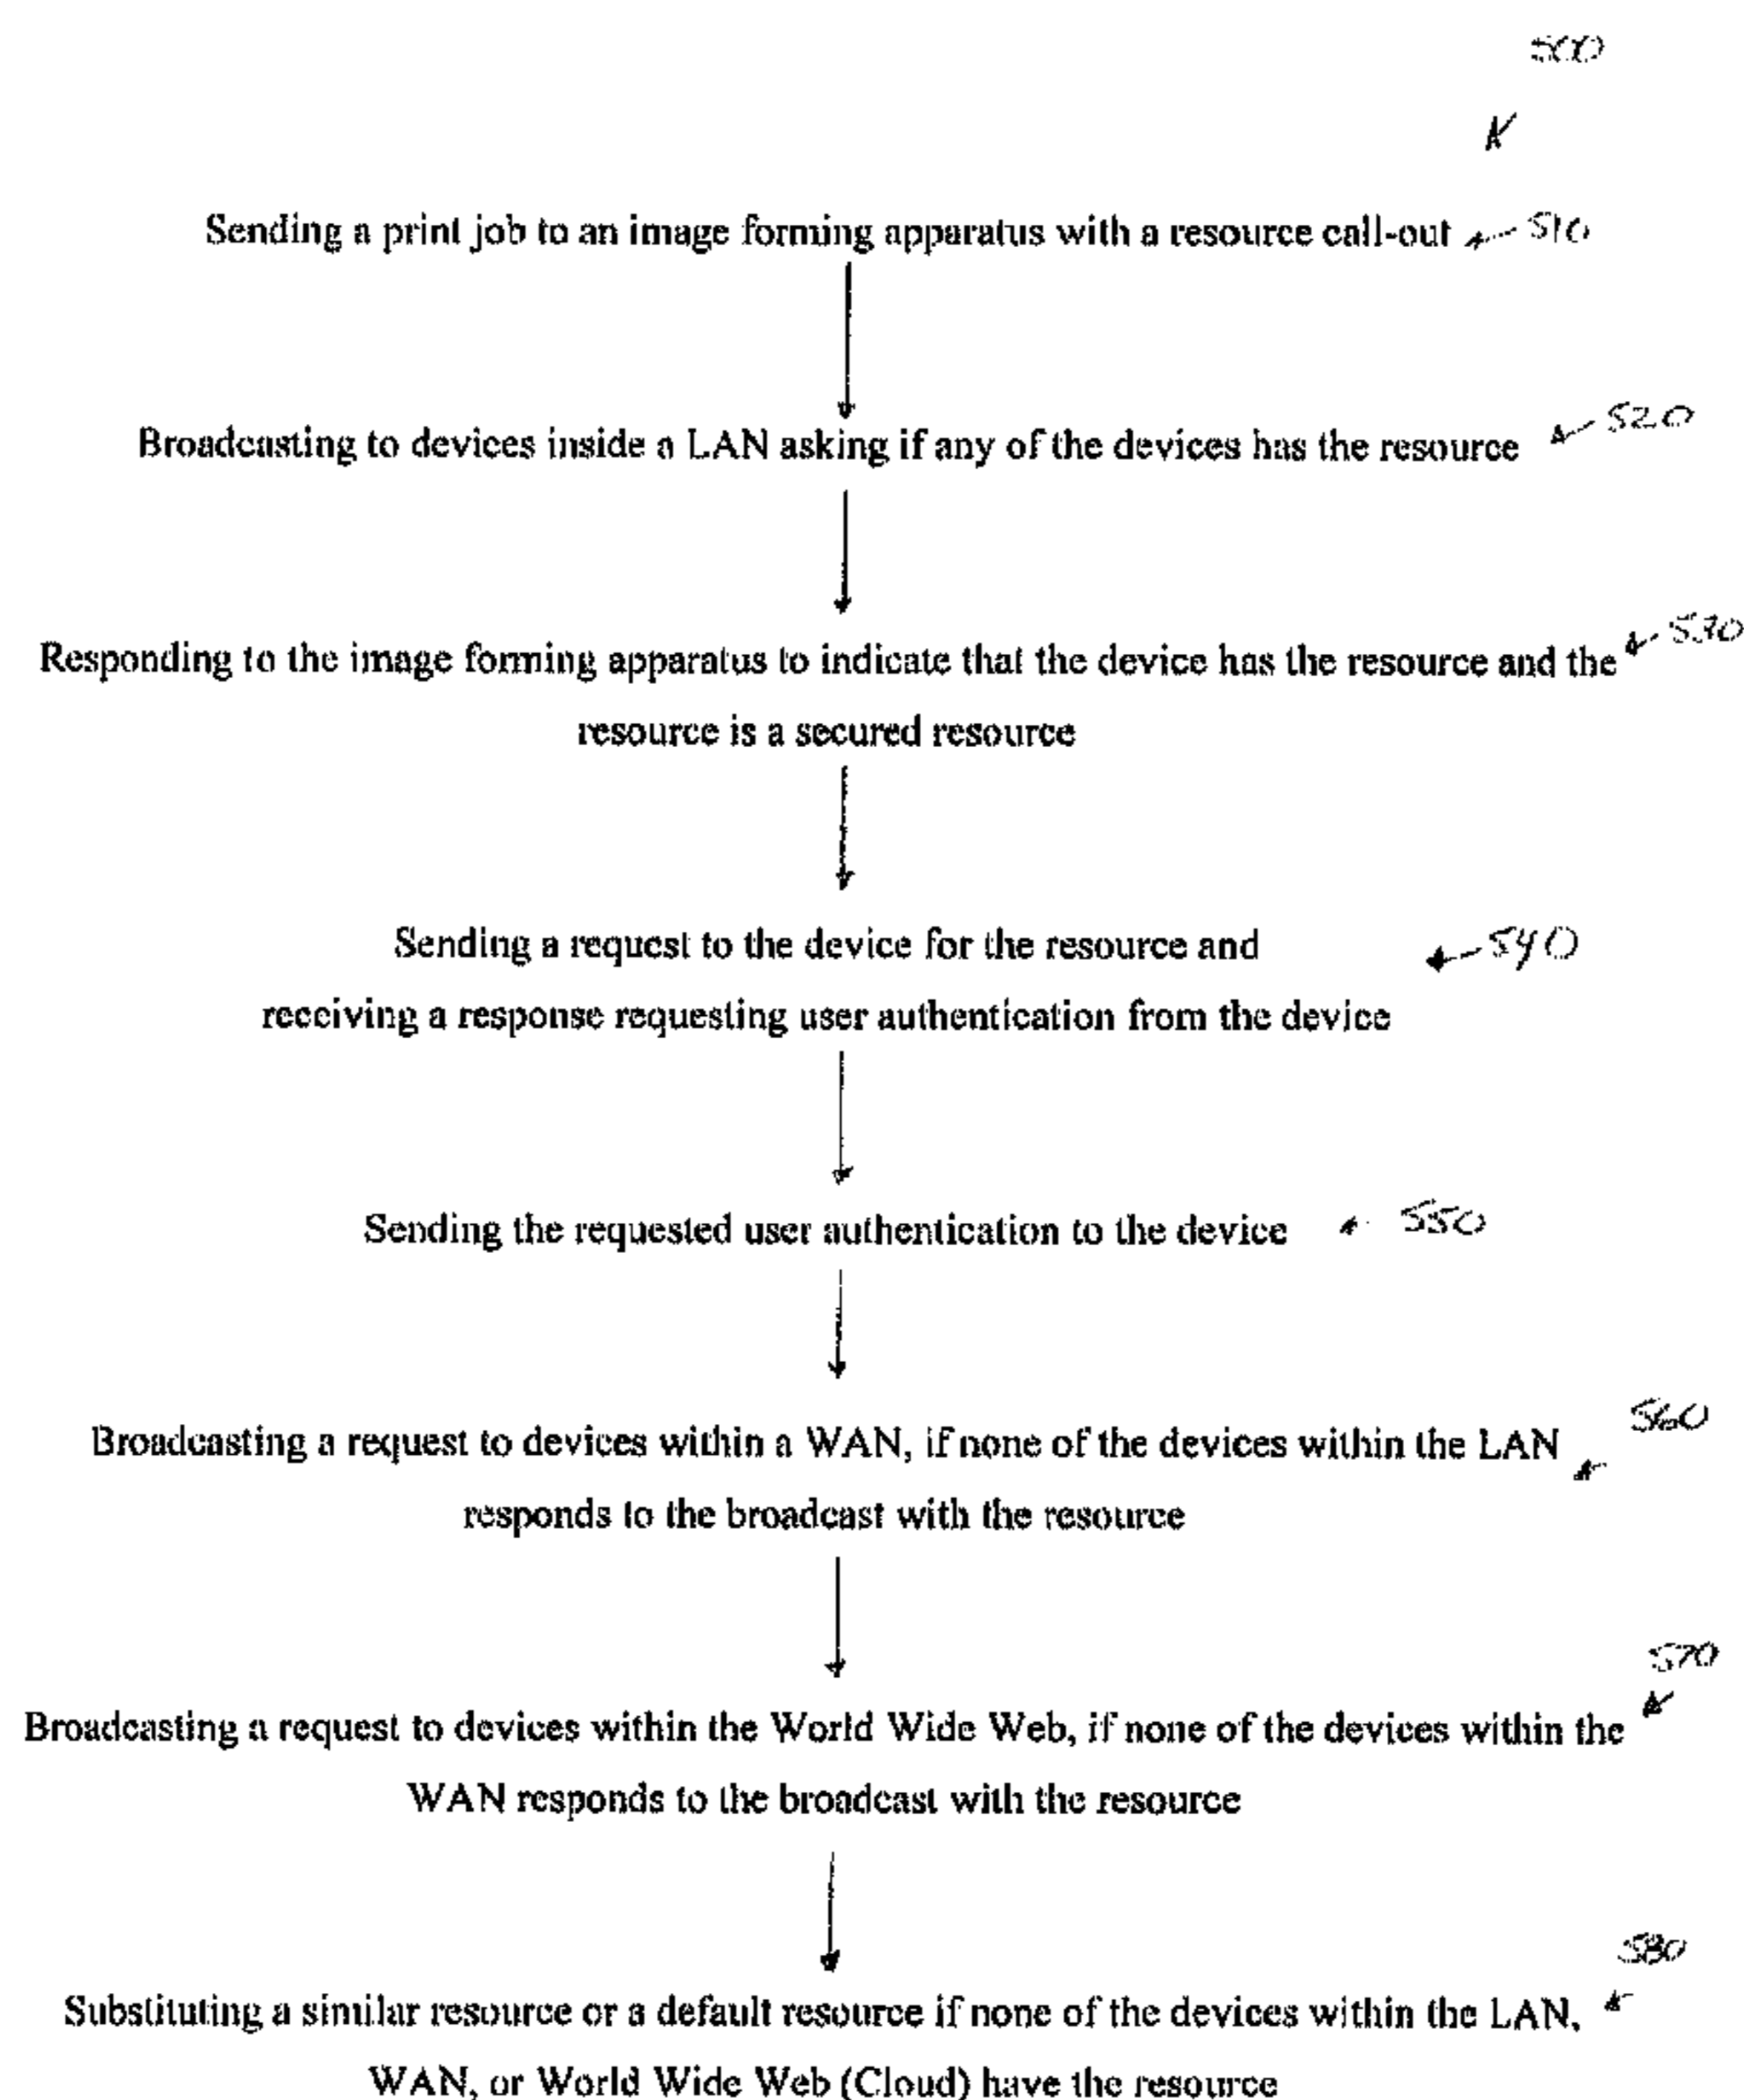 500
Sending a print job to an image forming apparatus with a resource call-out 510
Broadcasting to devices inside a LAN asking if any of the devices has the resource 520
Responding to the image forming apparatus to indicate that the device has the resource and the 530
resource is a secured resource
Sending a request to the device for the resource and 540
receiving a response requesting user authentication from the device
Sending the requested user authentication to the device 550
Broadcasting a request to devices within a WAN, if none of the devices within the LAN 560
responds to the broadcast with the resource
570
Broadcasting a request to devices within the World Wide Web, if none of the devices within the
WAN responds to the broadcast with the resource
580
Substituting a similar resource or a default resource if none of the devices within the LAN,
WAN, or World Wide Web (Cloud) have the resource